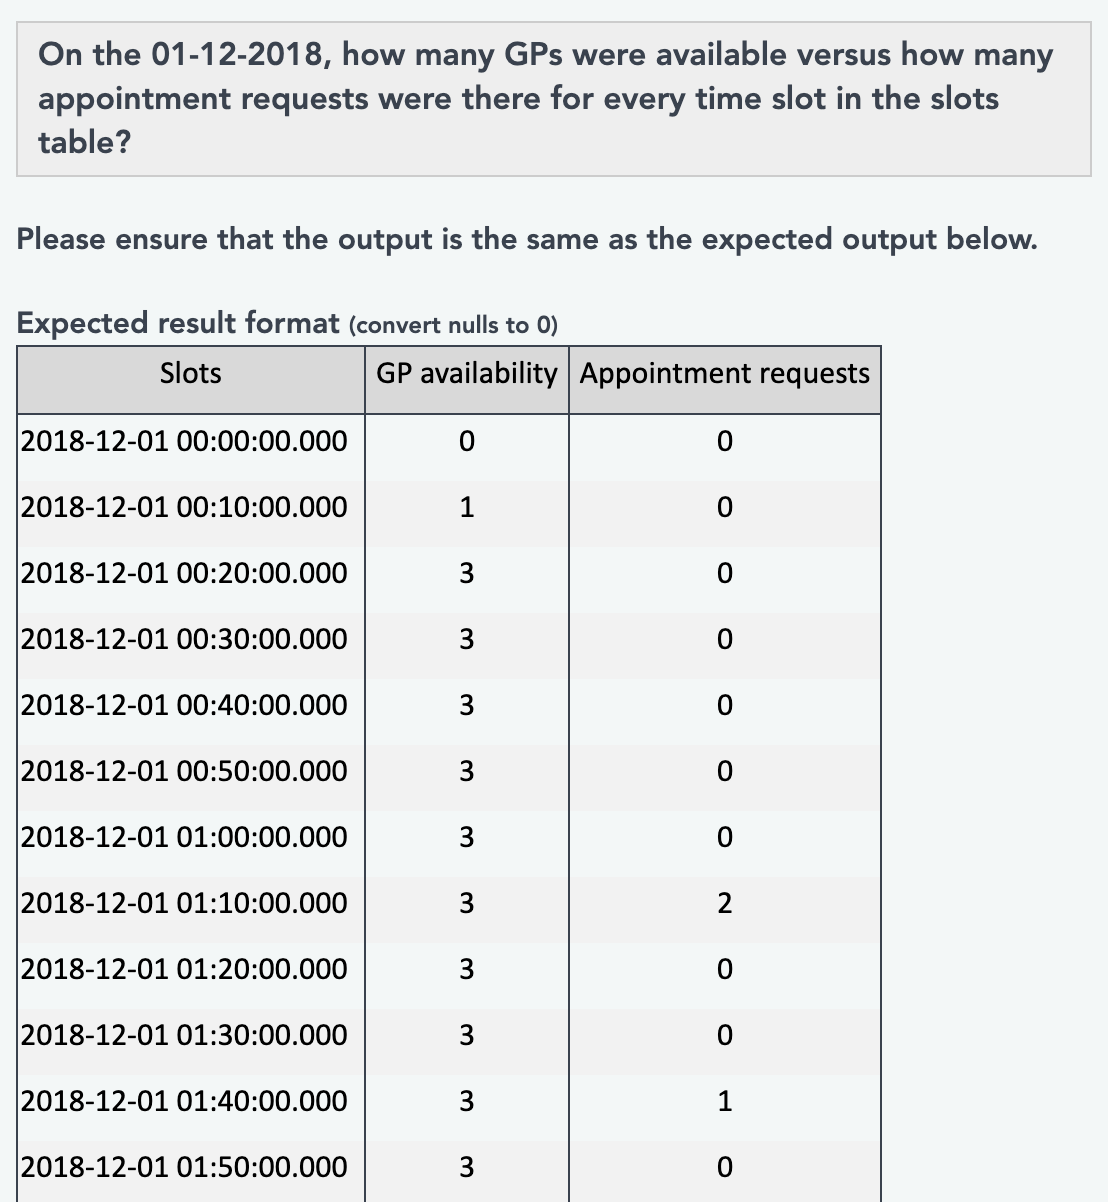 On the 01-12-2018, how many GPs were available versus how many
appointment requests were there for every time slot in the slots
table?
Please ensure that the output is the same as the expected output below.
Expected result format (convert nulls to 0)
Slots GP availability Appointment requests
2018-12-01 00:00:00.000 0 0
2018-12-01 00:10:00.000 1 0
2018-12-01 00:20:00.000 3 0
2018-12-01 00:30:00.000 3 0
2018-12-01 00:40:00.000 3 0
2018-12-01 00:50:00.000 3 0
2018-12-01 01:00:00.000 3 0
2018-12-01 01:10:00.000 3 2
2018-12-01 01:20:00.000 3 0
2018-12-01 01:30:00.000 3 0
2018-12-01 01:40:00.000 3 1
2018-12-01 01:50:00.000 3 0